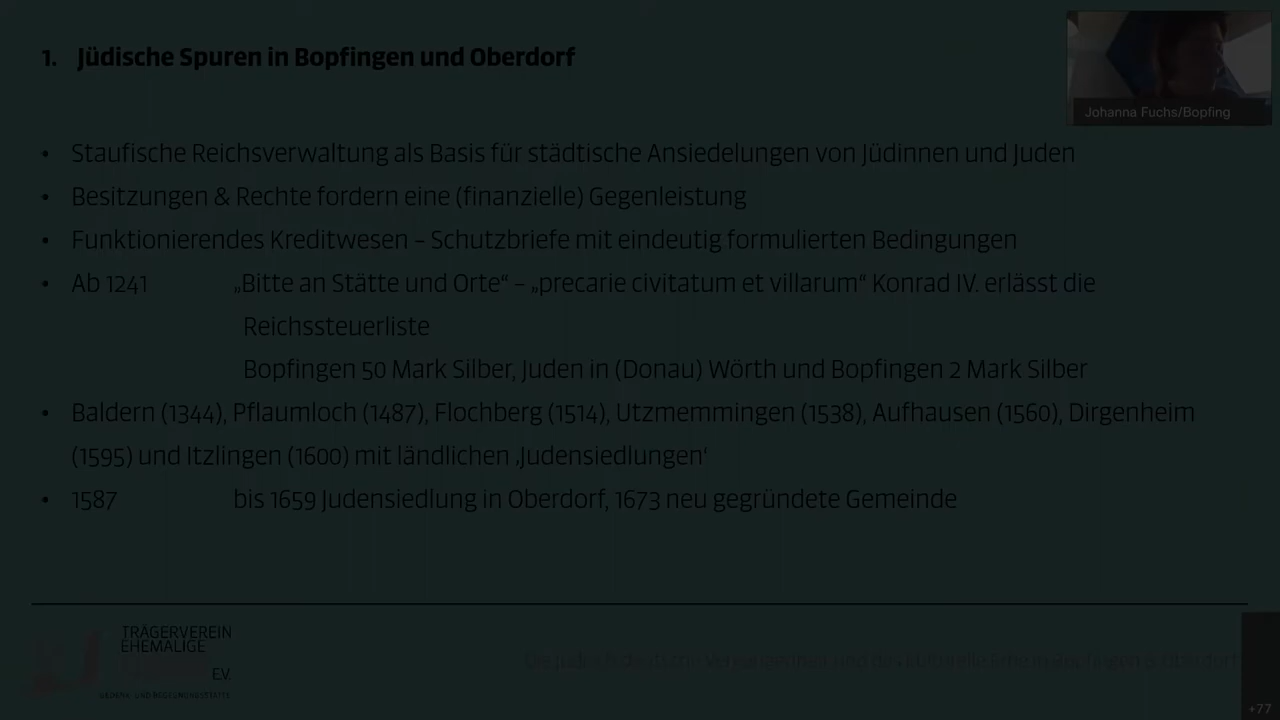 1. Jüdische Spuren in Bopfingen und Oberdorf
Johanna Fuchs/Bopfing
• Staufische Reichsverwaltung als Basis für städtische Ansiedelungen von Jüdinnen und Juden
• Besitzungen & Rechte fordern eine (finanzielle) Gegenleistung
• Funktionierendes Kreditwesen – Schutzbriefe mit eindeutig formulierten Bedingungen
• Ab 1241 „Bitte an Stätte und Orte“ – „precarie civitatum et villarum“ Konrad IV. erlässt die
Reichssteuerliste
Bopfingen 50 Mark Silber, Juden in (Donau) Wörth und Bopfingen 2 Mark Silber
• Baldern (1344), Pflaumloch (1487), Flochberg (1514), Utzmemmingen (1538), Aufhausen (1560), Dirgenheim
(1595) und Itzlingen (1600) mit ländlichen ‚Judensiedlungen‘
• 1587 bis 1659 Judensiedlung in Oberdorf, 1673 neu gegründete Gemeinde
TRÄGERVEREIN
EHEMALIGE
E.V.
GEDENK- UND BEGEGNUNGSSTÄTTE
+77